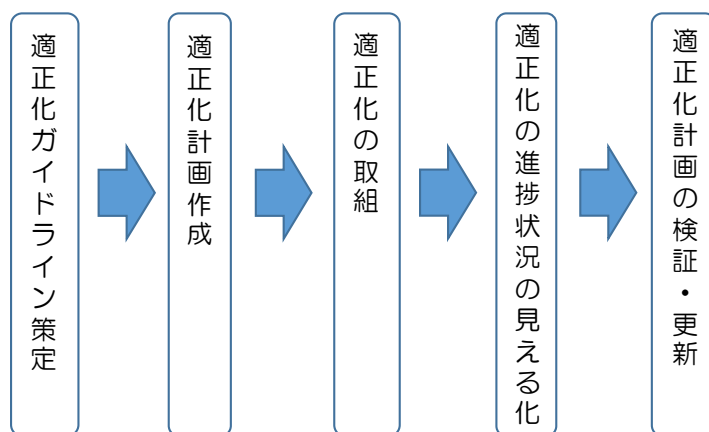 適正化ガイドライン策定
適正化計画作成
適正化の取組
適正化の進捗状況の見える化
適正化計画の検証・更新